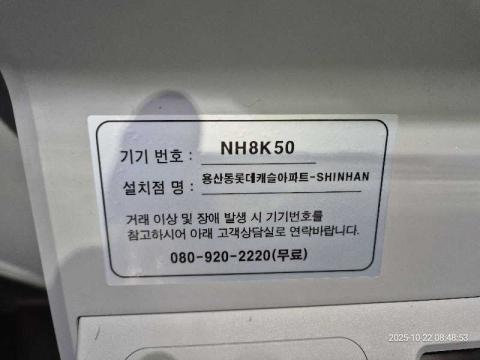 기기 번호 : NH8K50
설치점 명 : 용산동롯데캐슬아파트-SHINHAN
거래 이상 및 장애 발생 시 기기번호를
참고하시어 아래 고객상담실로 연락바랍니다.
080-920-2220(무료)
2025-10-22 08:48:53